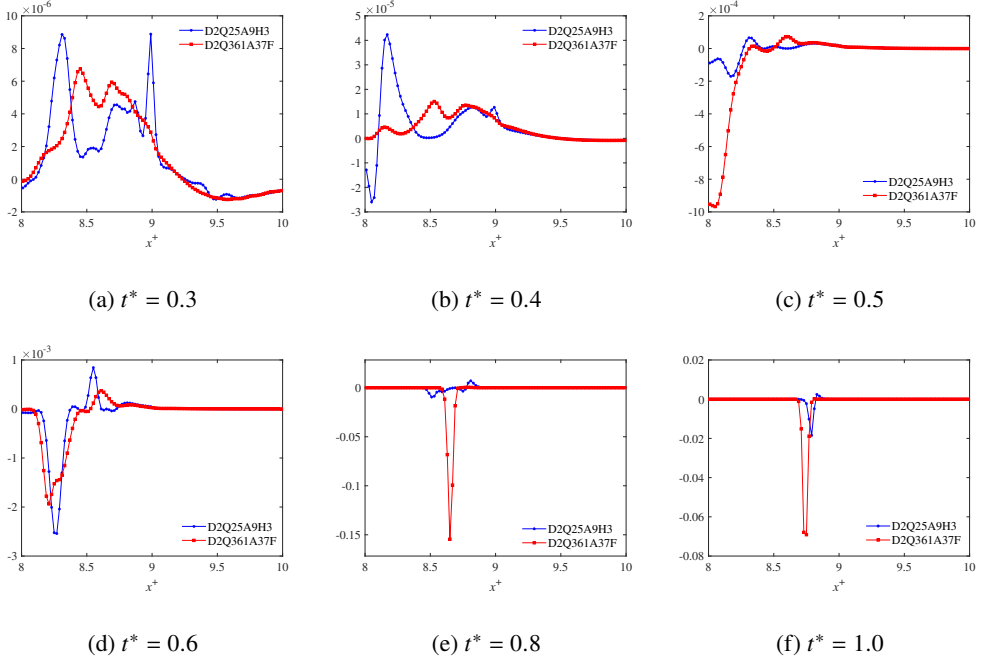 ×10⁻⁶
10
8
6
4
2
0
-2
8 8.5 9 9.5 10
x⁺
D2Q25A9H3
D2Q361A37F
(a) t* = 0.3
×10⁻⁵
5
4
3
2
1
0
-1
-2
-3
8 8.5 9 9.5 10
x⁺
D2Q25A9H3
D2Q361A37F
(b) t* = 0.4
×10⁻⁴
2
0
-2
-4
-6
-8
-10
8 8.5 9 9.5 10
x⁺
D2Q25A9H3
D2Q361A37F
(c) t* = 0.5
×10⁻³
1
0
-1
-2
-3
8 8.5 9 9.5 10
x⁺
D2Q25A9H3
D2Q361A37F
(d) t* = 0.6
0
-0.05
-0.1
-0.15
8 8.5 9 9.5 10
x⁺
D2Q25A9H3
D2Q361A37F
(e) t* = 0.8
0.02
0
-0.02
-0.04
-0.06
-0.08
8 8.5 9 9.5 10
x⁺
D2Q25A9H3
D2Q361A37F
(f) t* = 1.0